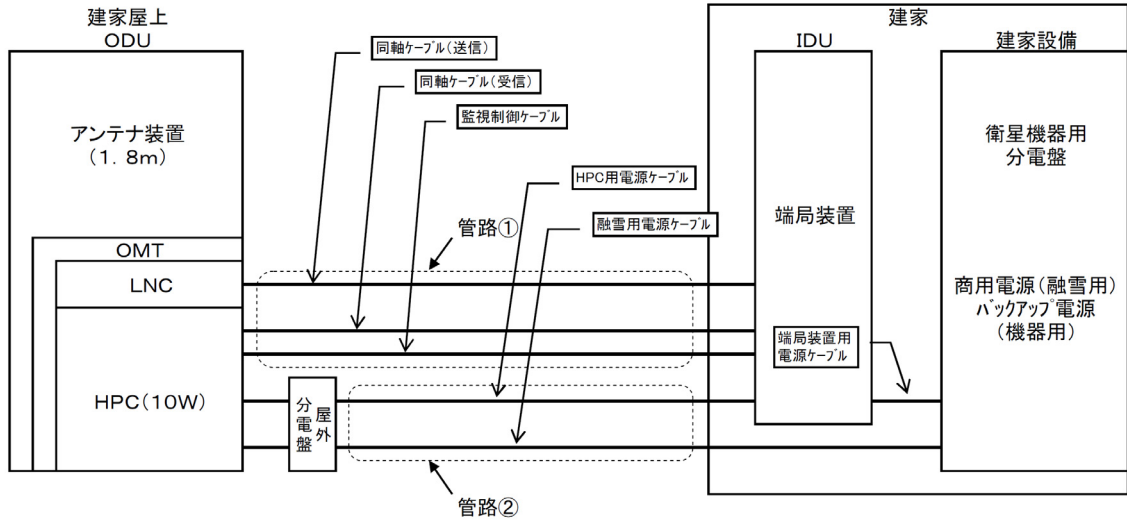 建家屋上
ODU
建家
IDU
建家設備
同軸ケーブル(送信)
同軸ケーブル(受信)
監視制御ケーブル
アンテナ装置
(1.8m)
衛星機器用
分電盤
HPC用電源ケーブル
管路①
融雪用電源ケーブル
端局装置
OMT
LNC
商用電源(融雪用)
バックアップ電源
(機器用)
端局装置用
電源ケーブル
HPC(10W)
屋外
分電盤
管路②